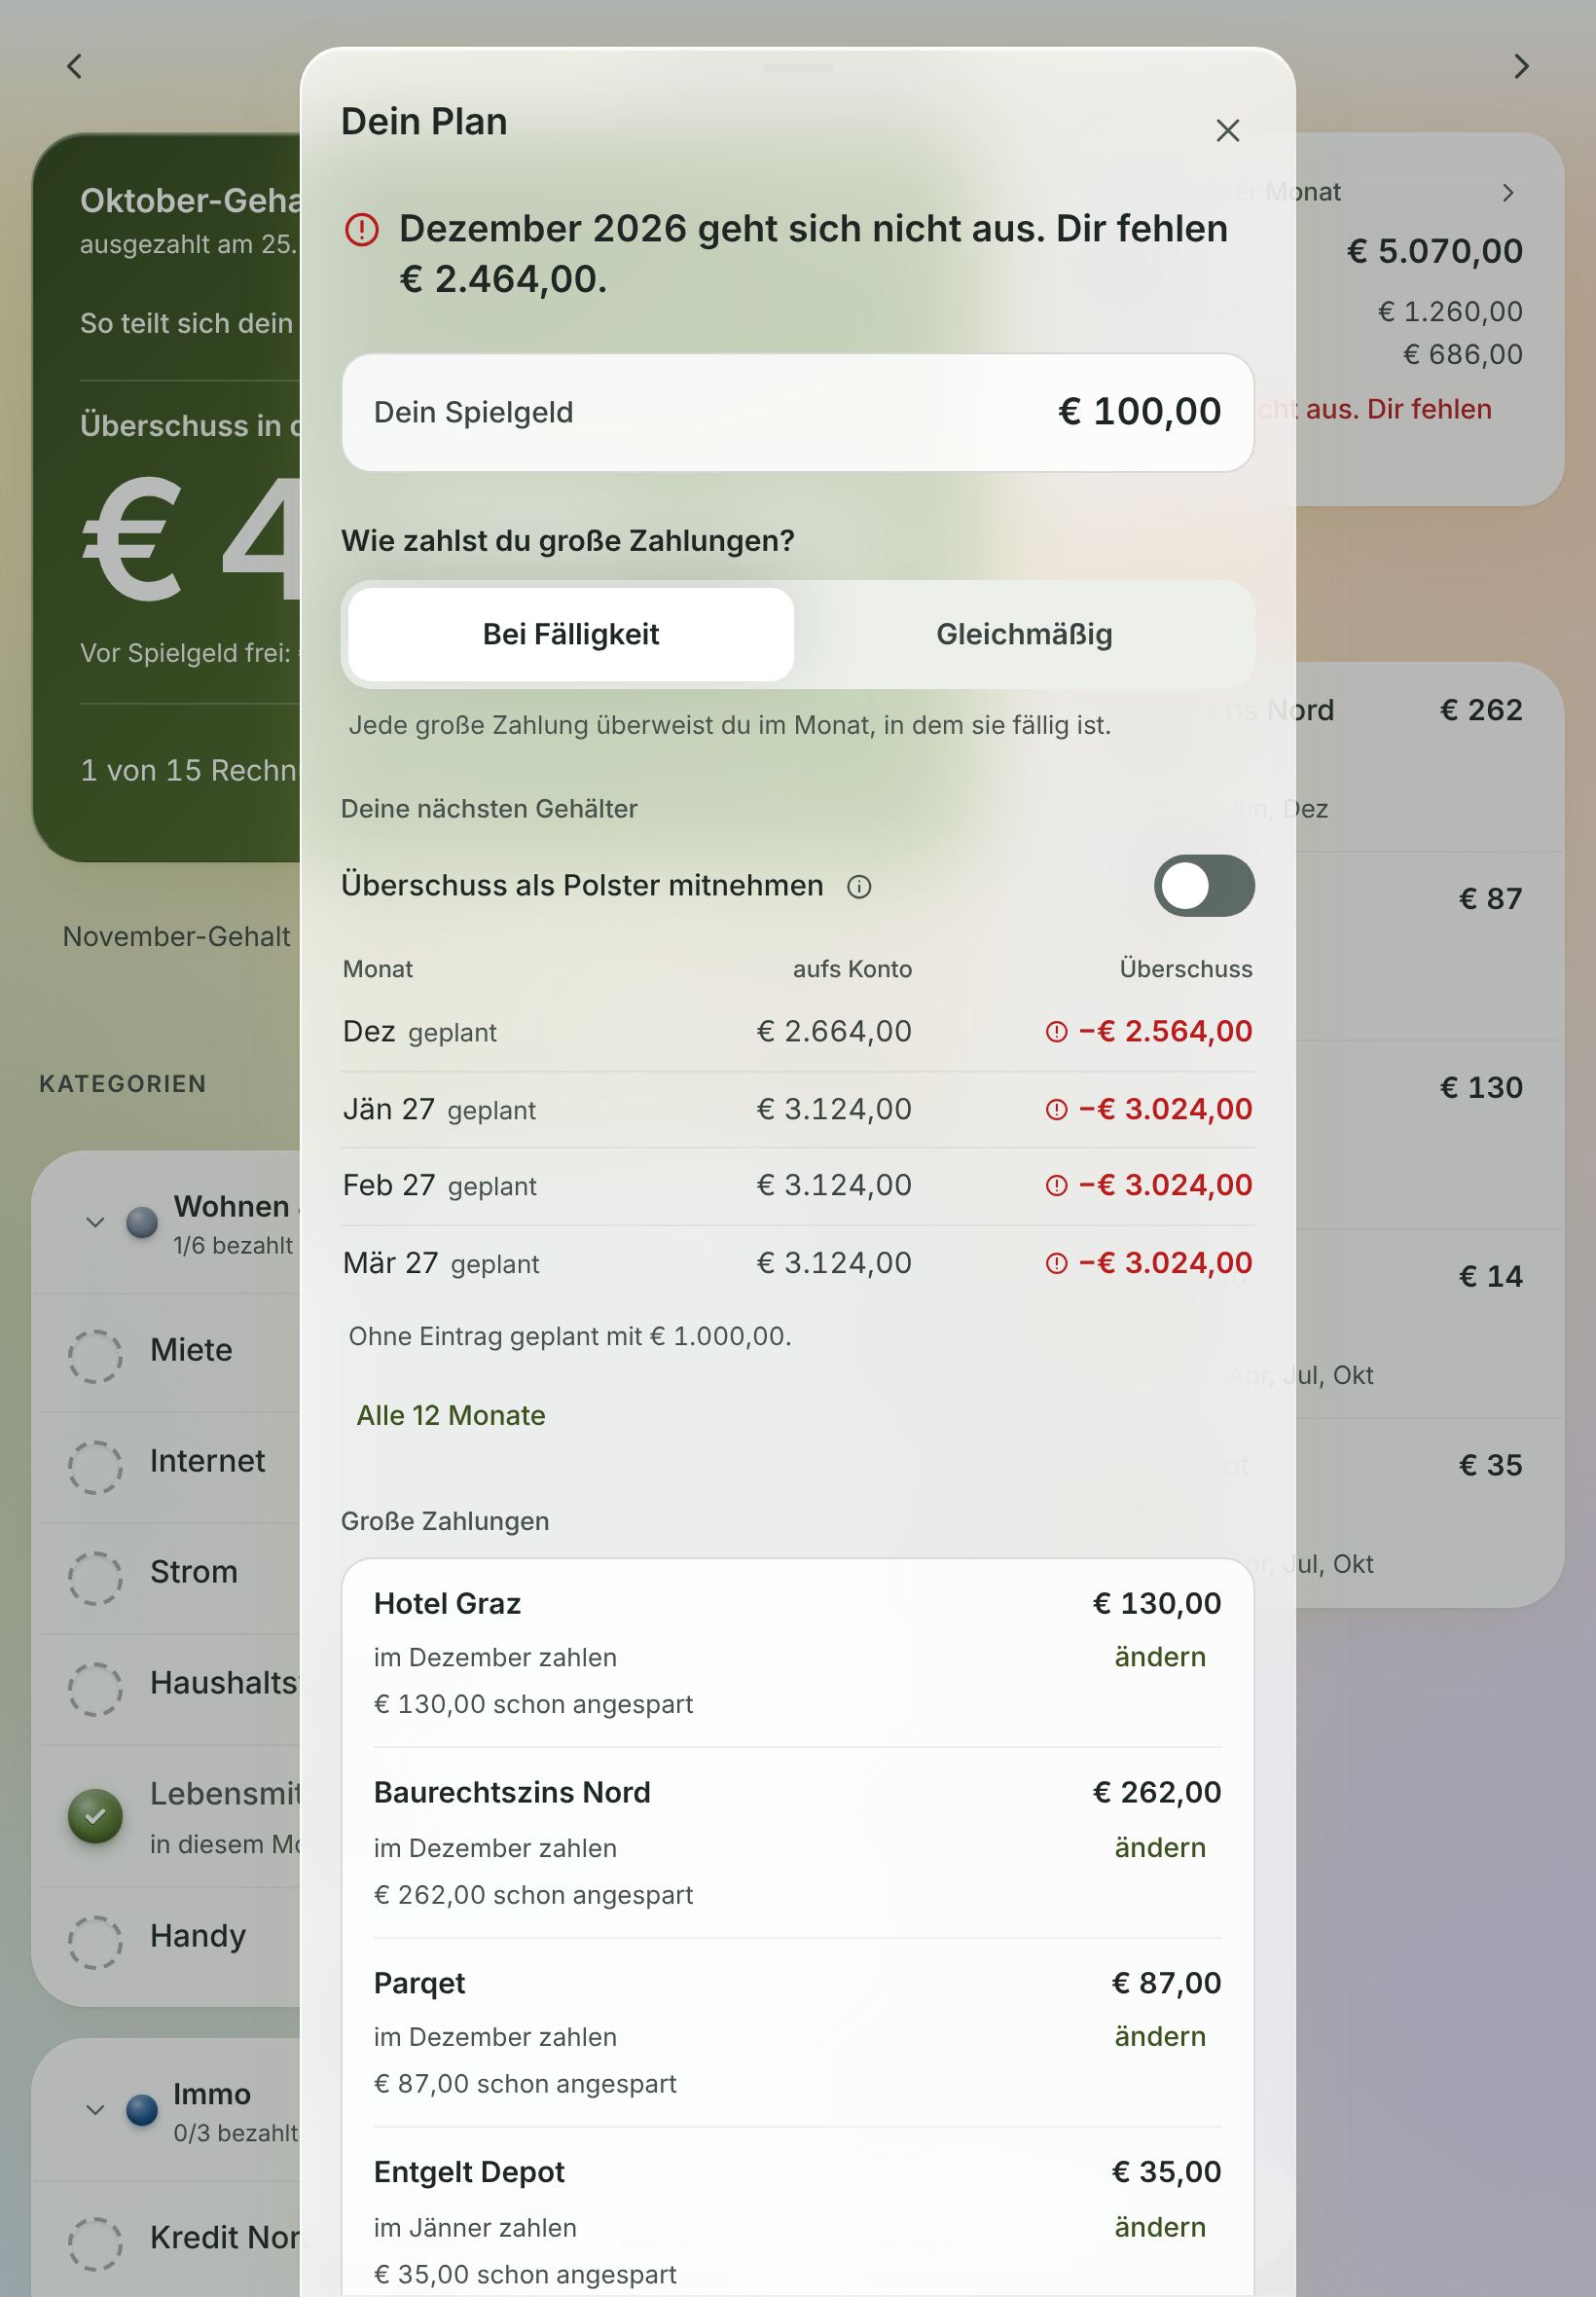 Dein Plan
Dezember 2026 geht sich nicht aus. Dir fehlen
€ 2.464,00.
Dein Spielgeld € 100,00
Wie zahlst du große Zahlungen?
Bei Fälligkeit Gleichmäßig
Jede große Zahlung überweist du im Monat, in dem sie fällig ist.
Deine nächsten Gehälter
Überschuss als Polster mitnehmen
Monat aufs Konto Überschuss
Dez geplant € 2.664,00 −€ 2.564,00
Jän 27 geplant € 3.124,00 −€ 3.024,00
Feb 27 geplant € 3.124,00 −€ 3.024,00
Mär 27 geplant € 3.124,00 −€ 3.024,00
Ohne Eintrag geplant mit € 1.000,00.
Alle 12 Monate
Große Zahlungen
Hotel Graz € 130,00
im Dezember zahlen ändern
€ 130,00 schon angespart
Baurechtszins Nord € 262,00
im Dezember zahlen ändern
€ 262,00 schon angespart
Parqet € 87,00
im Dezember zahlen ändern
€ 87,00 schon angespart
Entgelt Depot € 35,00
im Jänner zahlen ändern
€ 35,00 schon angespart
Oktober-Geha
ausgezahlt am 25.
So teilt sich dein
Überschuss in d
€ 4
Vor Spielgeld frei:
1 von 15 Rechn
November-Gehalt
KATEGORIEN
Wohnen
1/6 bezahlt
Miete
Internet
Strom
Haushalts
Lebensmit
in diesem Mo
Handy
Immo
0/3 bezahlt
Kredit Nor
Monat
€ 5.070,00
€ 1.260,00
€ 686,00
cht aus. Dir fehlen
ns Nord € 262
Jun, Dez
€ 87
€ 130
€ 14
Apr, Jul, Okt
€ 35
Apr, Jul, Okt